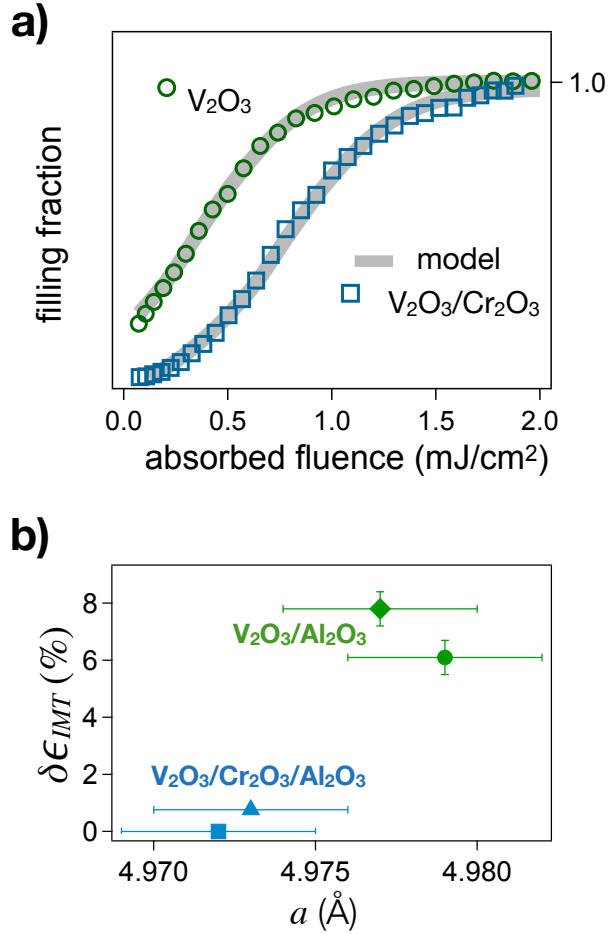 a)
V₂O₃
1.0
filling fraction
model
V₂O₃/Cr₂O₃
0.0 0.5 1.0 1.5 2.0
absorbed fluence (mJ/cm²)
b)
8
V₂O₃/Al₂O₃
6
4
δϵIMT (%)
2
V₂O₃/Cr₂O₃/Al₂O₃
0
4.970 4.975 4.980
a (Å)